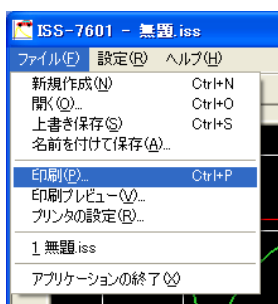 ISS-7601 - 無題.iss
ファイル(F) 設定(R) ヘルプ(H)
新規作成(N) Ctrl+N
開く(O)... Ctrl+O
上書き保存(S) Ctrl+S
名前を付けて保存(A)...
印刷(P)... Ctrl+P
印刷プレビュー(V)...
プリンタの設定(R)...
1 無題.iss
アプリケーションの終了(X)